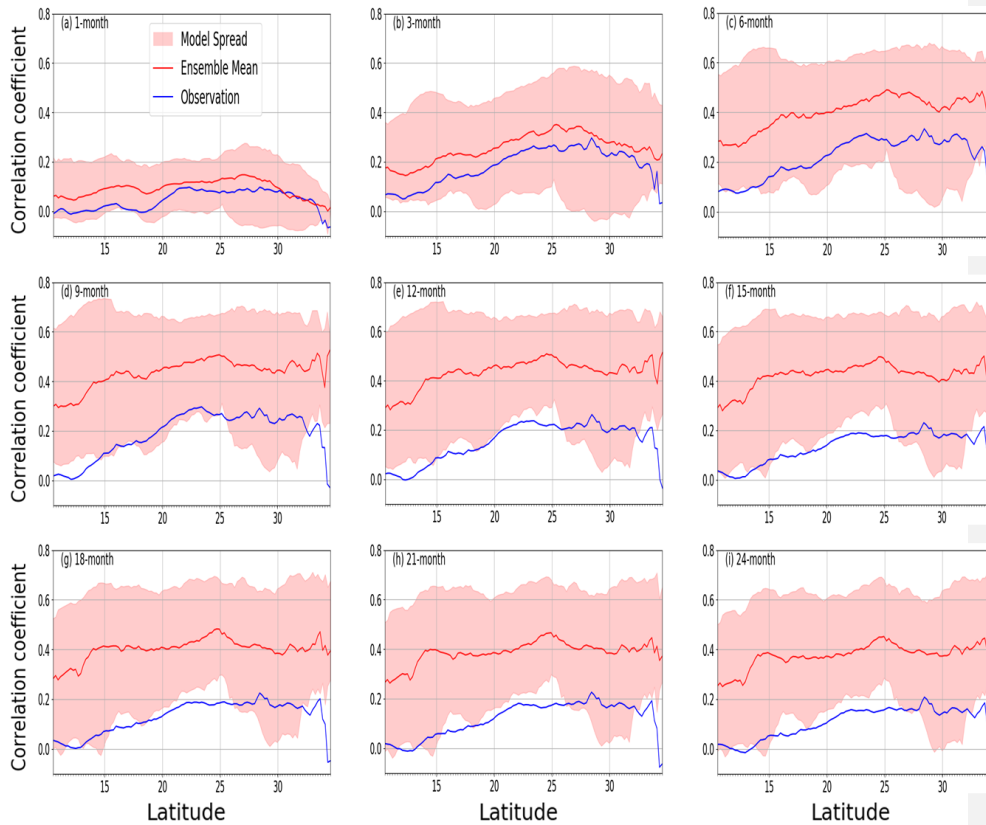 (a) 1-month
(b) 3-month
(c) 6-month
Model Spread
Ensemble Mean
Observation
Correlation coefficient
0.8
0.6
0.4
0.2
0.0
15 20 25 30
0.8
0.6
0.4
0.2
0.0
15 20 25 30
0.8
0.6
0.4
0.2
0.0
15 20 25 30
(d) 9-month
(e) 12-month
(f) 15-month
Correlation coefficient
0.8
0.6
0.4
0.2
0.0
15 20 25 30
0.8
0.6
0.4
0.2
0.0
15 20 25 30
0.8
0.6
0.4
0.2
0.0
15 20 25 30
(g) 18-month
(h) 21-month
(i) 24-month
Correlation coefficient
0.8
0.6
0.4
0.2
0.0
15 20 25 30
0.8
0.6
0.4
0.2
0.0
15 20 25 30
0.8
0.6
0.4
0.2
0.0
15 20 25 30
Latitude
Latitude
Latitude